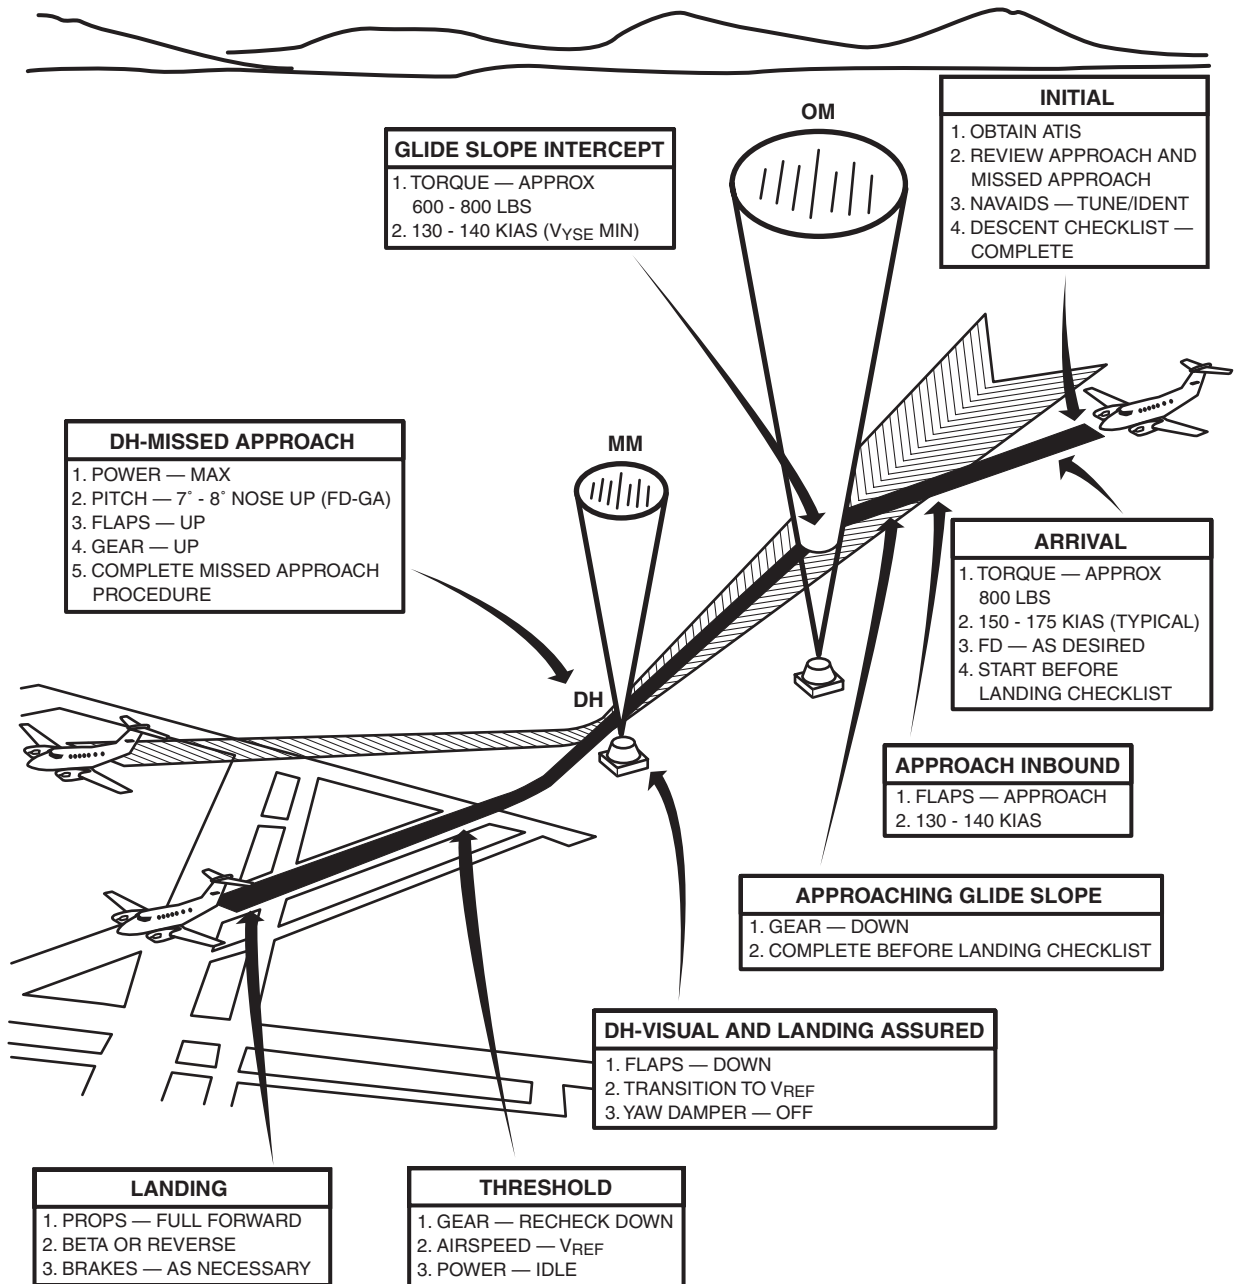 OM
INITIAL
1. OBTAIN ATIS
2. REVIEW APPROACH AND
MISSED APPROACH
3. NAVAIDS — TUNE/IDENT
4. DESCENT CHECKLIST —
COMPLETE
GLIDE SLOPE INTERCEPT
1. TORQUE — APPROX
600 - 800 LBS
2. 130 - 140 KIAS (VYSE MIN)
DH-MISSED APPROACH
1. POWER — MAX
2. PITCH — 7° - 8° NOSE UP (FD-GA)
3. FLAPS — UP
4. GEAR — UP
5. COMPLETE MISSED APPROACH
PROCEDURE
MM
DH
ARRIVAL
1. TORQUE — APPROX
800 LBS
2. 150 - 175 KIAS (TYPICAL)
3. FD — AS DESIRED
4. START BEFORE
LANDING CHECKLIST
APPROACH INBOUND
1. FLAPS — APPROACH
2. 130 - 140 KIAS
APPROACHING GLIDE SLOPE
1. GEAR — DOWN
2. COMPLETE BEFORE LANDING CHECKLIST
DH-VISUAL AND LANDING ASSURED
1. FLAPS — DOWN
2. TRANSITION TO VREF
3. YAW DAMPER — OFF
LANDING
1. PROPS — FULL FORWARD
2. BETA OR REVERSE
3. BRAKES — AS NECESSARY
THRESHOLD
1. GEAR — RECHECK DOWN
2. AIRSPEED — VREF
3. POWER — IDLE